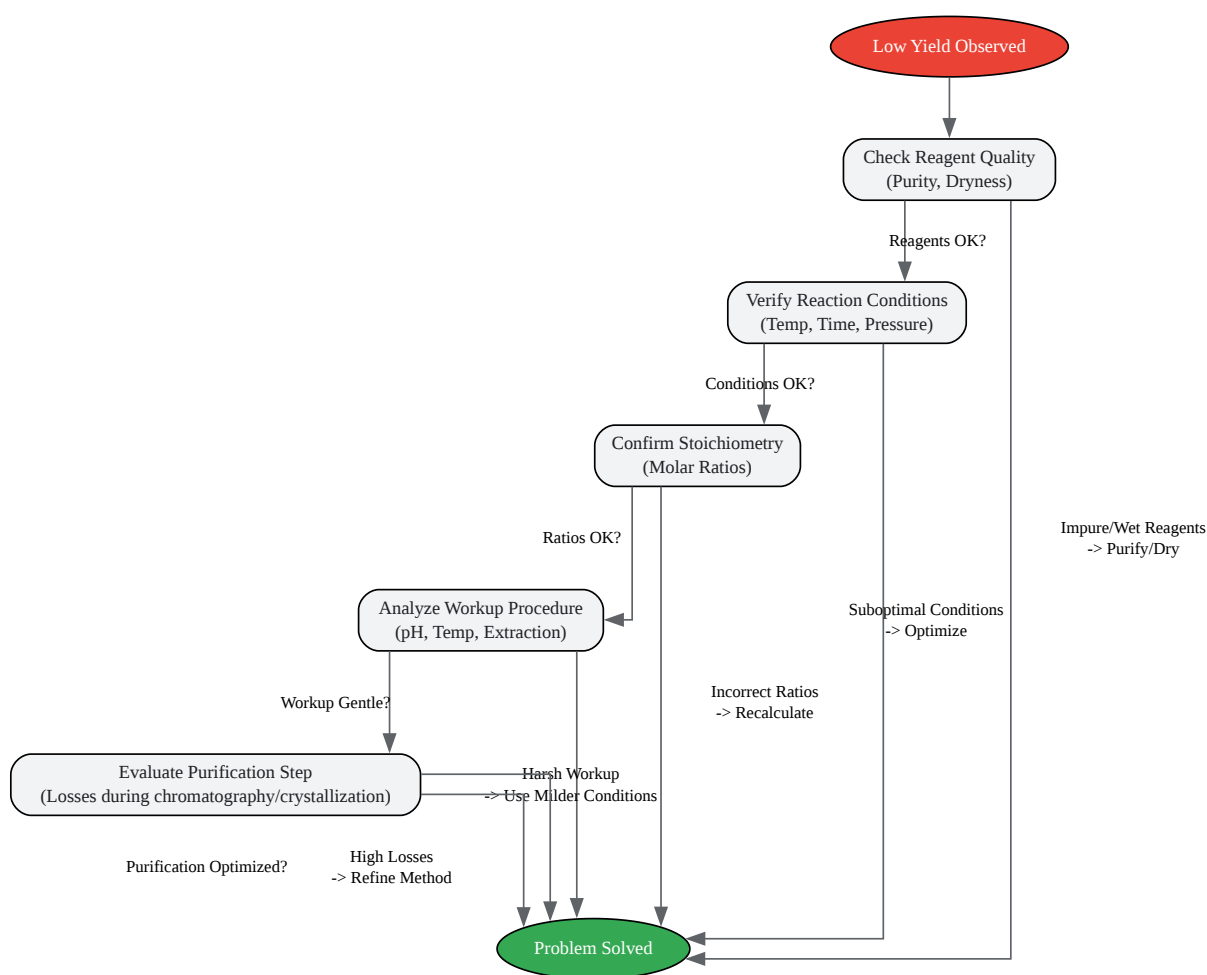 Low Yield Observed
Check Reagent Quality
(Purity, Dryness)
Reagents OK?
Verify Reaction Conditions
(Temp, Time, Pressure)
Conditions OK?
Confirm Stoichiometry
(Molar Ratios)
Ratios OK?
Impure/Wet Reagents
-> Purify/Dry
Analyze Workup Procedure
(pH, Temp, Extraction)
Suboptimal Conditions
-> Optimize
Workup Gentle?
Incorrect Ratios
-> Recalculate
Evaluate Purification Step
(Losses during chromatography/crystallization)
Harsh Workup
-> Use Milder Conditions
Purification Optimized?
High Losses
-> Refine Method
Problem Solved